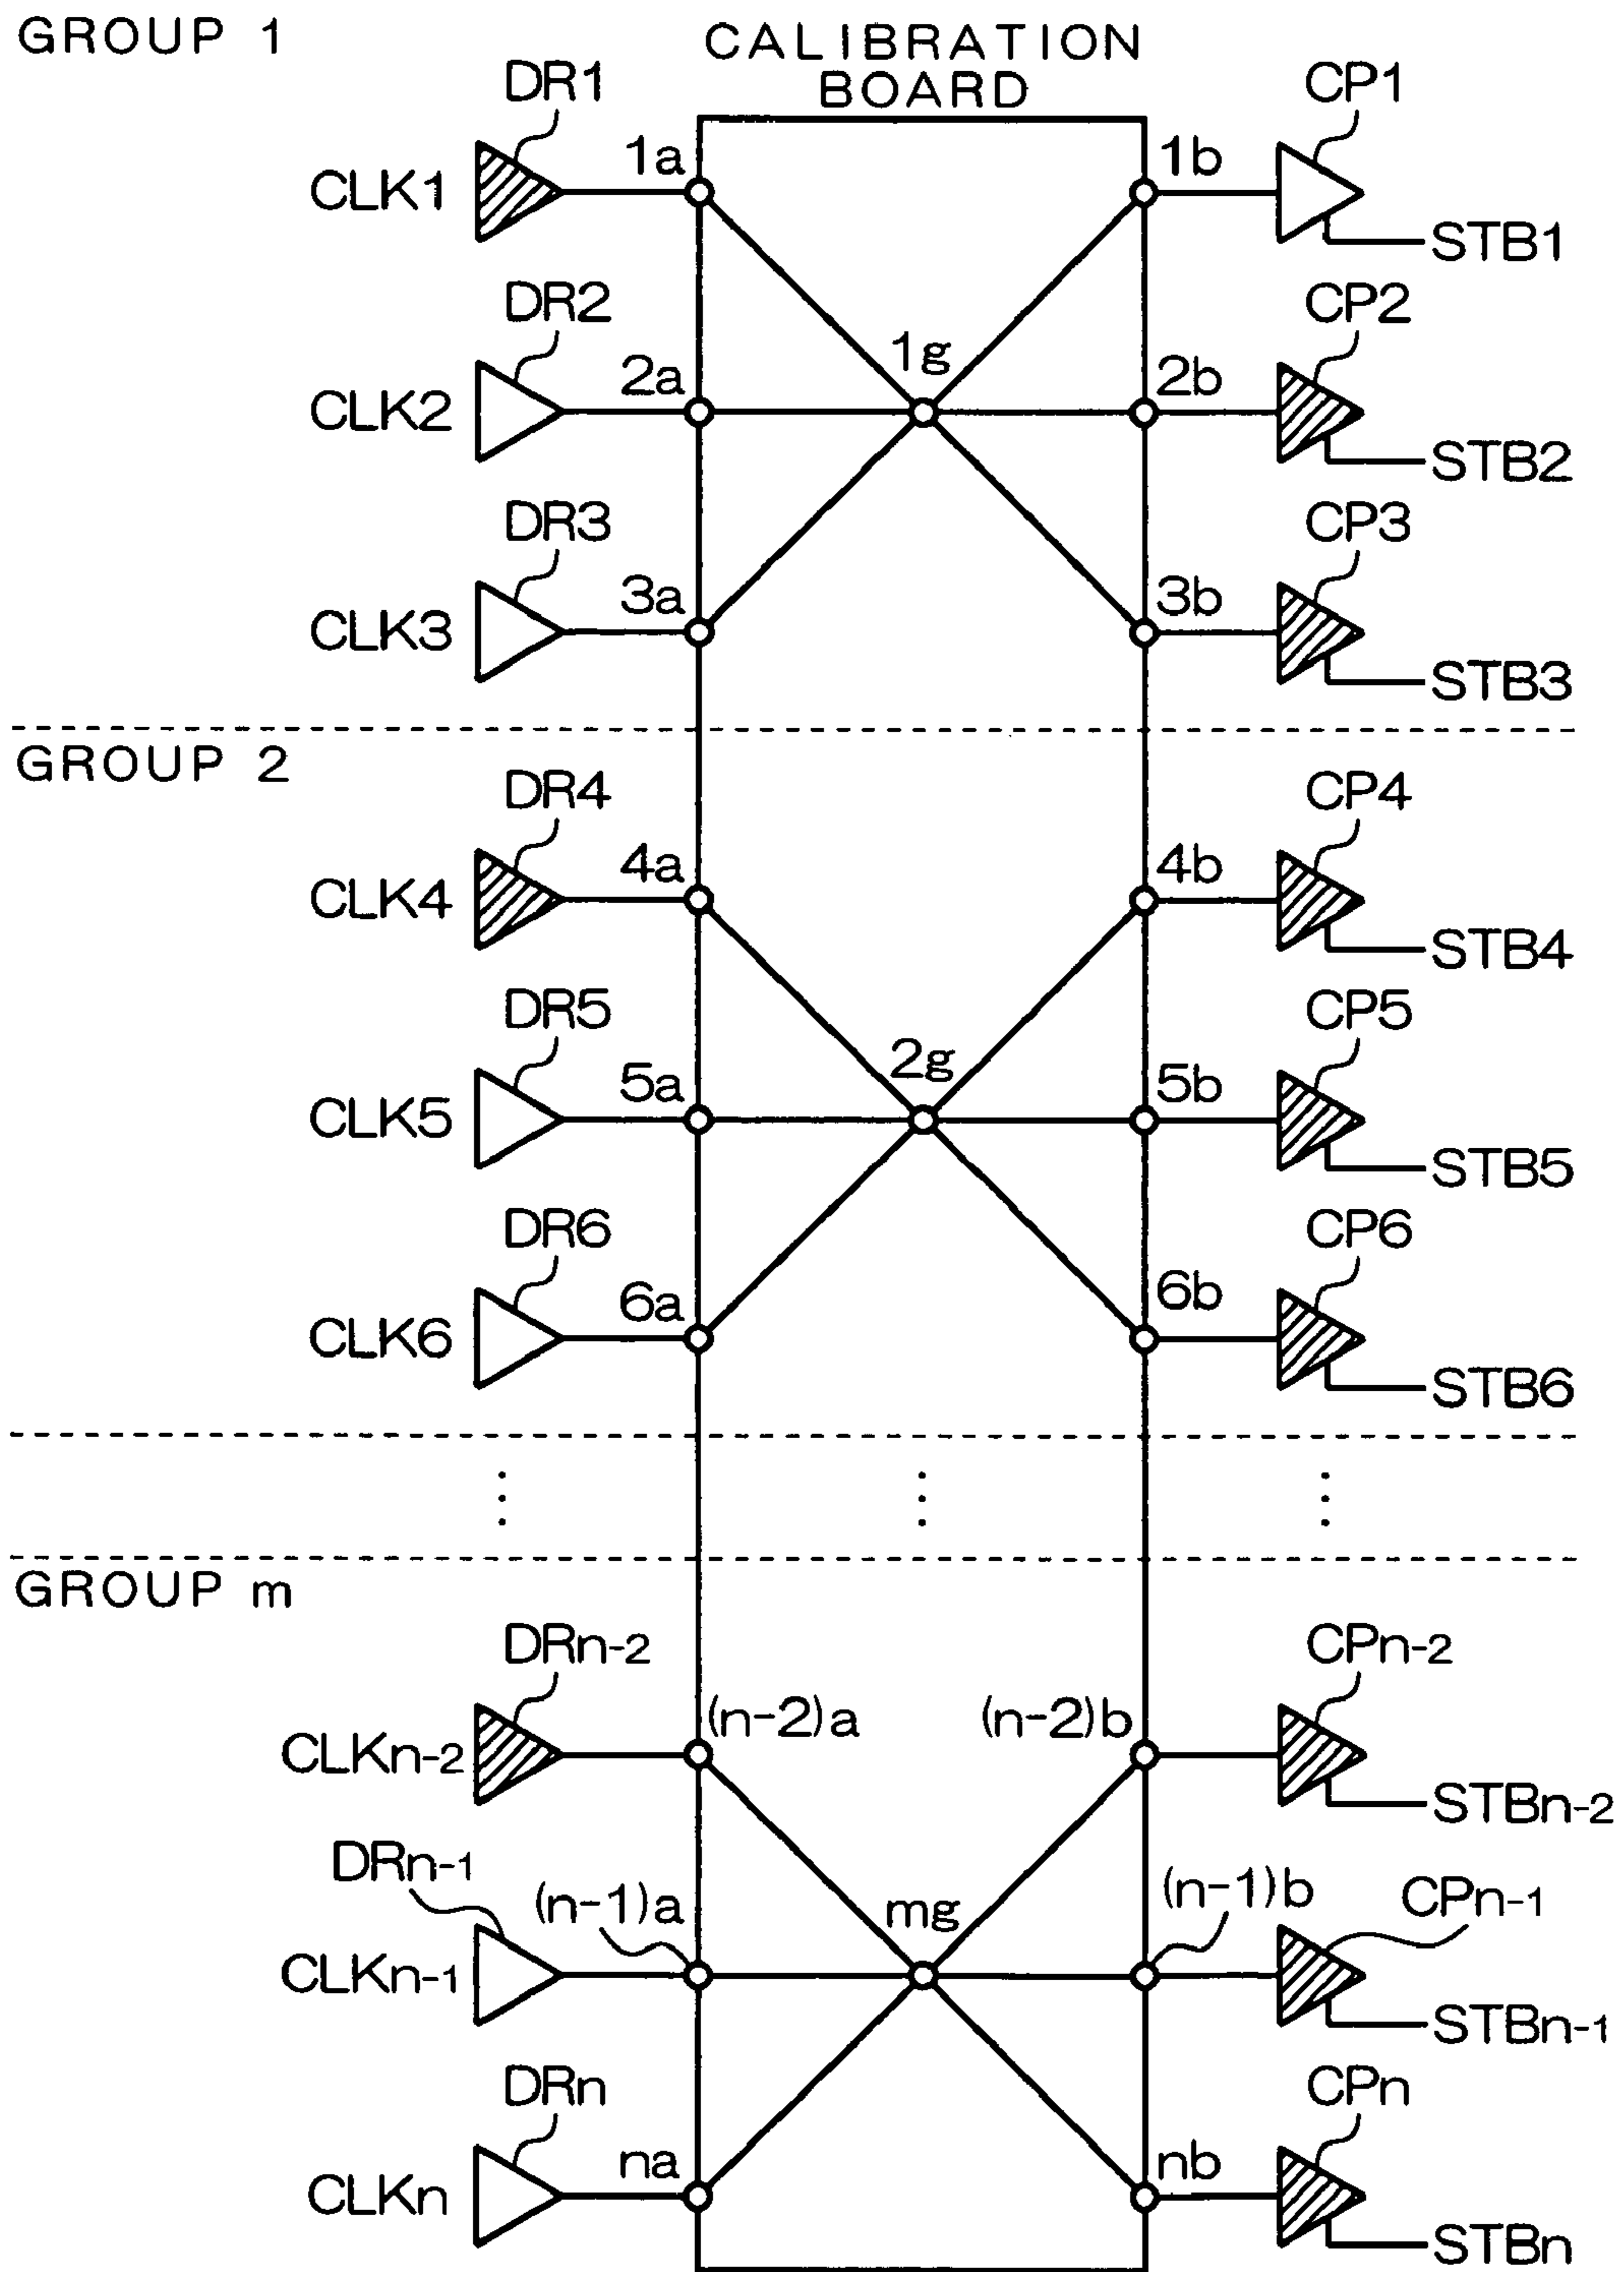 GROUP 1
CALIBRATION
BOARD
DR1
CP1
CLK1
1a
1b
STB1
DR2
CP2
1g
CLK2
2a
2b
STB2
DR3
CP3
CLK3
3a
3b
STB3
GROUP 2
DR4
CP4
CLK4
4a
4b
STB4
DR5
CP5
2g
CLK5
5a
5b
STB5
DR6
CP6
CLK6
6a
6b
STB6
GROUP m
DRn-2
CPn-2
CLKn-2
(n-2)a
(n-2)b
STBn-2
DRn-1
(n-1)a
mg
(n-1)b
CPn-1
CLKn-1
STBn-1
DRn
CPn
CLKn
na
nb
STBn